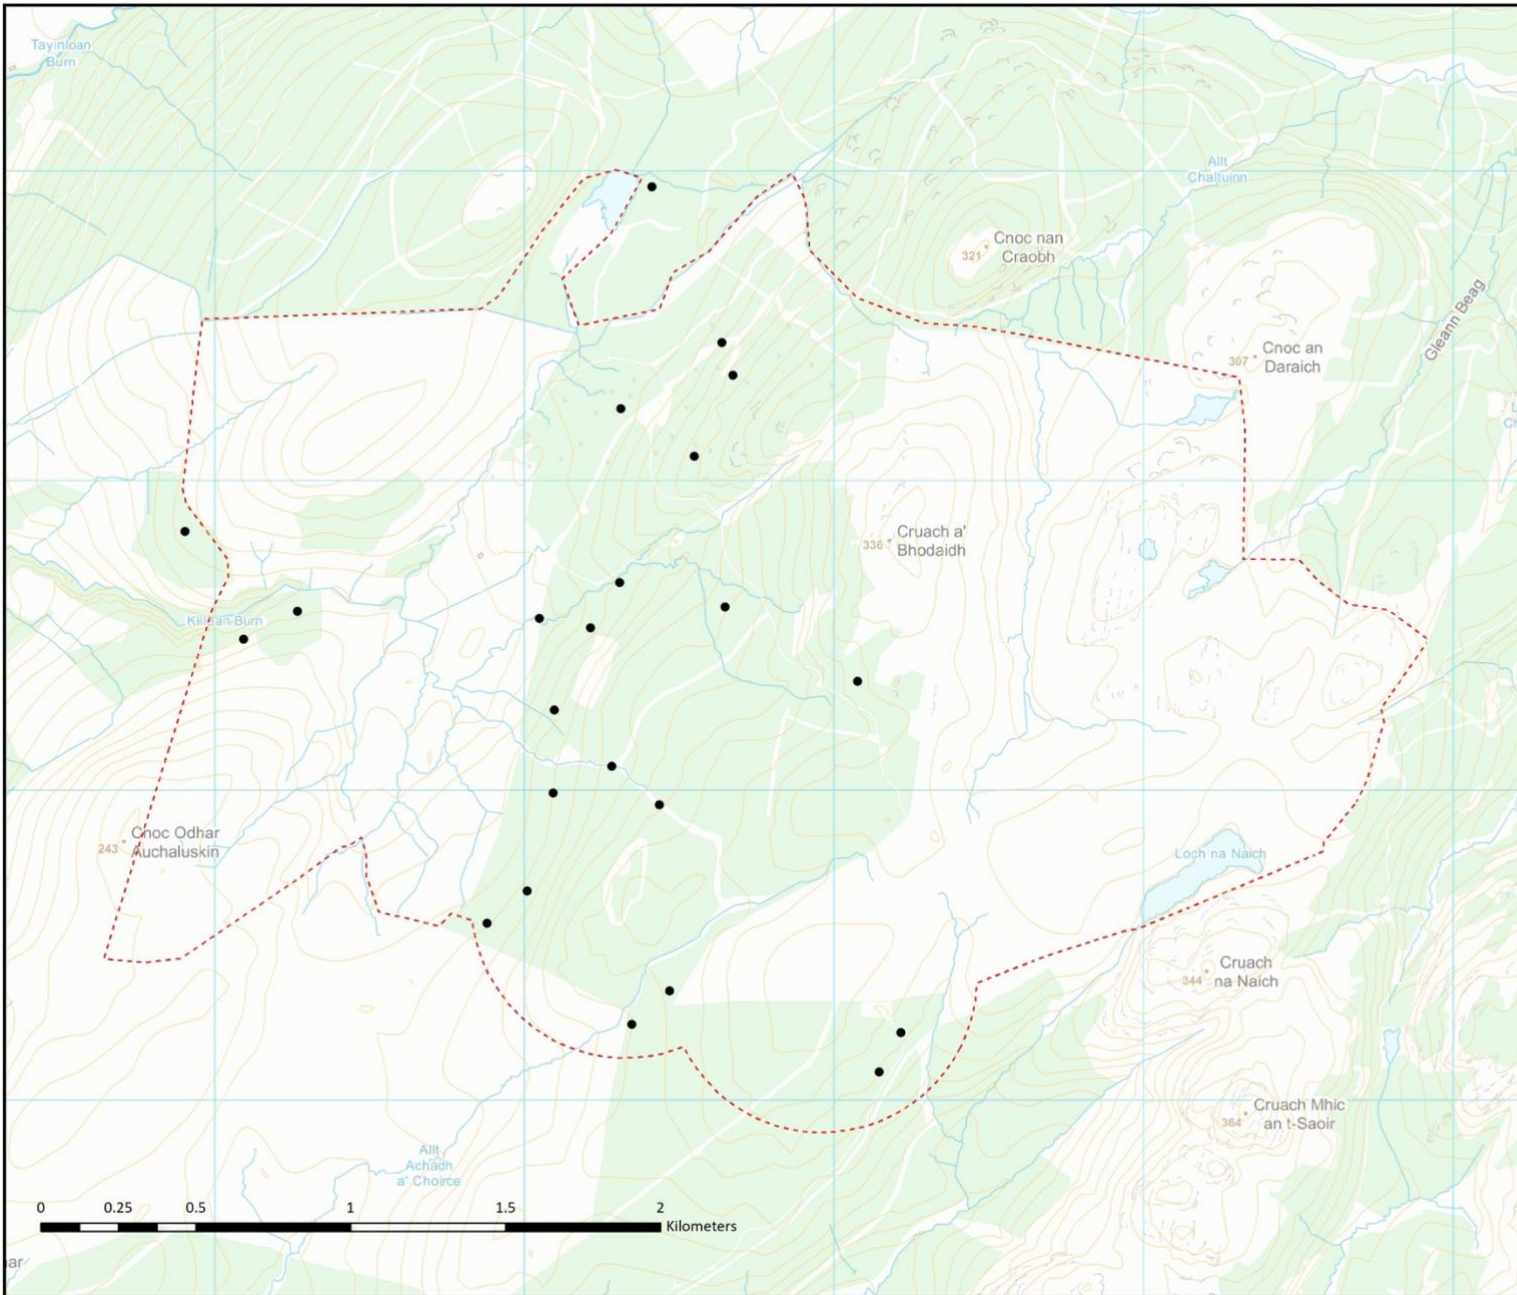 Tayinloan
Burn
Allt
Chaltuinn
Cnoc nan
Craobh
321
Gleann Beag
Cnoc an
Daraich
307
Cruach a'
Bhodaidh
336
Killean Burn
Cnoc Odhar
Auchaluskin
243
Loch na Naich
Cruach
na Naich
344
Cruach Mhic
an t-Saoir
364
Allt
Achadh
a' Choirce
0 0.25 0.5 1 1.5 2
Kilometers